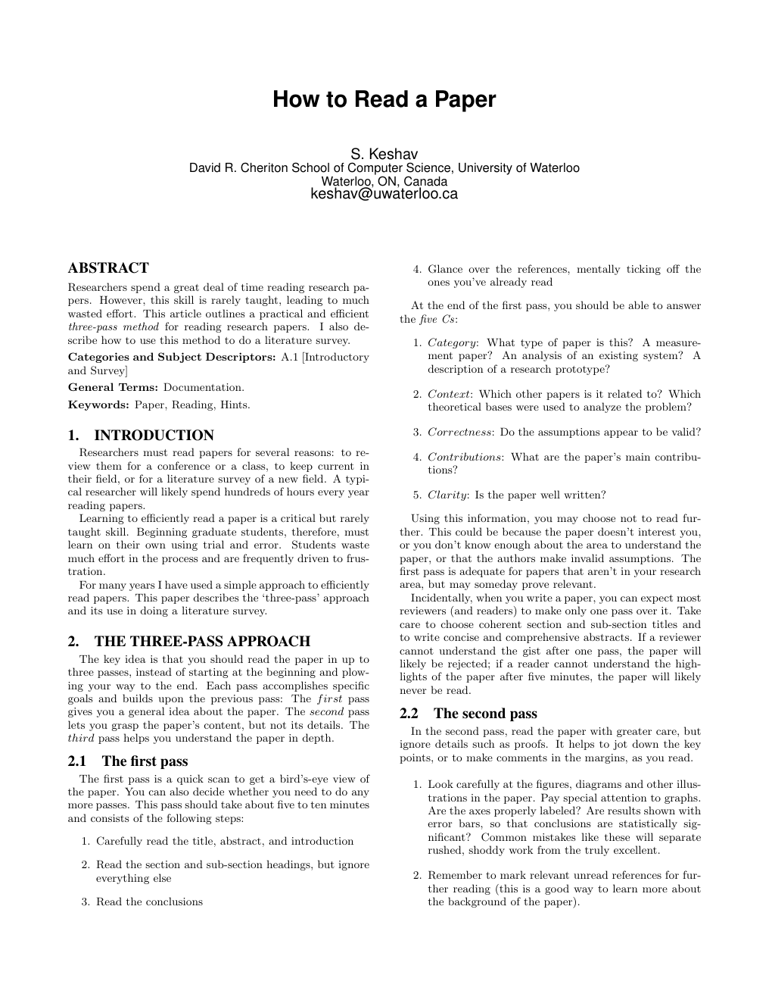 How to Read a Paper
S. Keshav
David R. Cheriton School of Computer Science, University of Waterloo
Waterloo, ON, Canada
keshav@uwaterloo.ca
ABSTRACT
Researchers spend a great deal of time reading research pa-
pers. However, this skill is rarely taught, leading to much
wasted effort. This article outlines a practical and efficient
three-pass method for reading research papers. I also de-
scribe how to use this method to do a literature survey.
Categories and Subject Descriptors: A.1 [Introductory
and Survey]
General Terms: Documentation.
Keywords: Paper, Reading, Hints.
1. INTRODUCTION
Researchers must read papers for several reasons: to re-
view them for a conference or a class, to keep current in
their field, or for a literature survey of a new field. A typi-
cal researcher will likely spend hundreds of hours every year
reading papers.
Learning to efficiently read a paper is a critical but rarely
taught skill. Beginning graduate students, therefore, must
learn on their own using trial and error. Students waste
much effort in the process and are frequently driven to frus-
tration.
For many years I have used a simple approach to efficiently
read papers. This paper describes the ‘three-pass’ approach
and its use in doing a literature survey.
2. THE THREE-PASS APPROACH
The key idea is that you should read the paper in up to
three passes, instead of starting at the beginning and plow-
ing your way to the end. Each pass accomplishes specific
goals and builds upon the previous pass: The first pass
gives you a general idea about the paper. The second pass
lets you grasp the paper's content, but not its details. The
third pass helps you understand the paper in depth.
2.1 The first pass
The first pass is a quick scan to get a bird's-eye view of
the paper. You can also decide whether you need to do any
more passes. This pass should take about five to ten minutes
and consists of the following steps:
1. Carefully read the title, abstract, and introduction
2. Read the section and sub-section headings, but ignore
everything else
3. Read the conclusions
4. Glance over the references, mentally ticking off the
ones you've already read
At the end of the first pass, you should be able to answer
the five Cs:
1. Category: What type of paper is this? A measure-
ment paper? An analysis of an existing system? A
description of a research prototype?
2. Context: Which other papers is it related to? Which
theoretical bases were used to analyze the problem?
3. Correctness: Do the assumptions appear to be valid?
4. Contributions: What are the paper's main contribu-
tions?
5. Clarity: Is the paper well written?
Using this information, you may choose not to read fur-
ther. This could be because the paper doesn't interest you,
or you don't know enough about the area to understand the
paper, or that the authors make invalid assumptions. The
first pass is adequate for papers that aren't in your research
area, but may someday prove relevant.
Incidentally, when you write a paper, you can expect most
reviewers (and readers) to make only one pass over it. Take
care to choose coherent section and sub-section titles and
to write concise and comprehensive abstracts. If a reviewer
cannot understand the gist after one pass, the paper will
likely be rejected; if a reader cannot understand the high-
lights of the paper after five minutes, the paper will likely
never be read.
2.2 The second pass
In the second pass, read the paper with greater care, but
ignore details such as proofs. It helps to jot down the key
points, or to make comments in the margins, as you read.
1. Look carefully at the figures, diagrams and other illus-
trations in the paper. Pay special attention to graphs.
Are the axes properly labeled? Are results shown with
error bars, so that conclusions are statistically sig-
nificant? Common mistakes like these will separate
rushed, shoddy work from the truly excellent.
2. Remember to mark relevant unread references for fur-
ther reading (this is a good way to learn more about
the background of the paper).